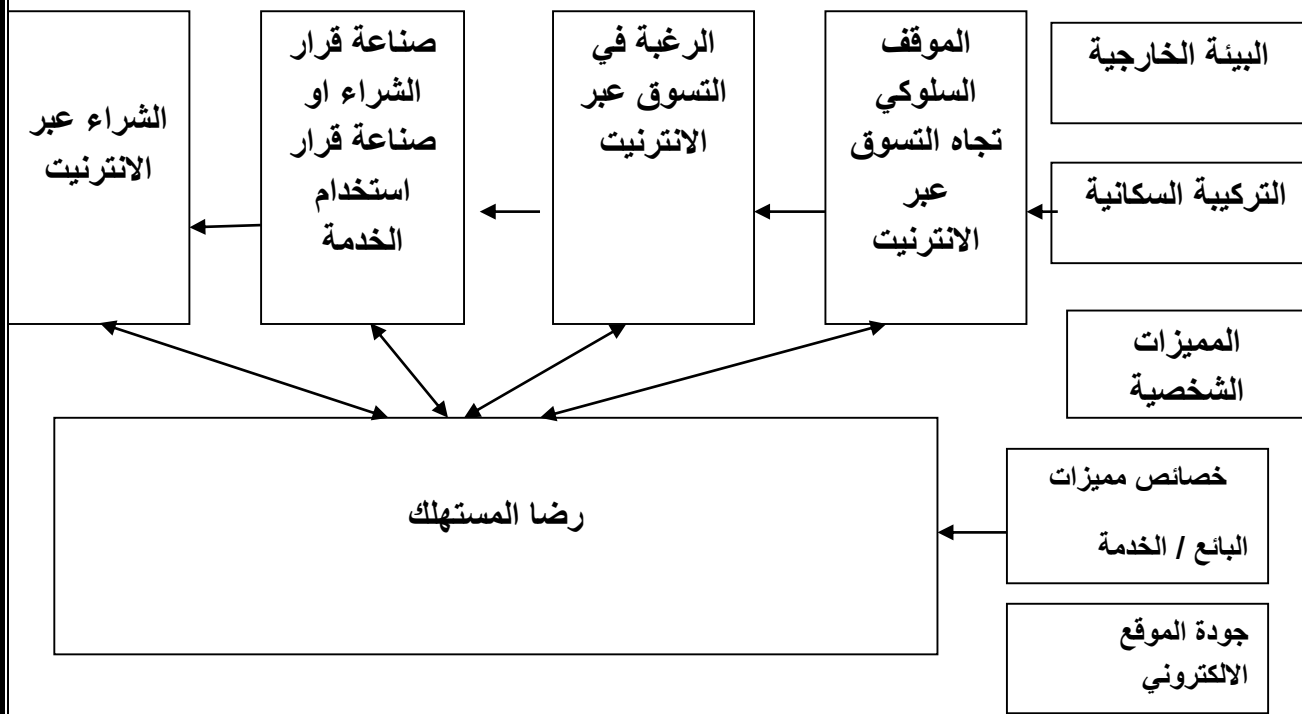 البيئة الخارجية
التركيبة السكانية
المميزات
الشخصية
الموقف
السلوكي
تجاه التسوق
عبر
الانترنيت
الرغبة في
التسوق عبر
الانترنيت
صناعة قرار
الشراء او
صناعة قرار
استخدام
الخدمة
الشراء عبر
الانترنيت
رضا المستهلك
خصائص مميزات
البائع / الخدمة
جودة الموقع
الالكتروني